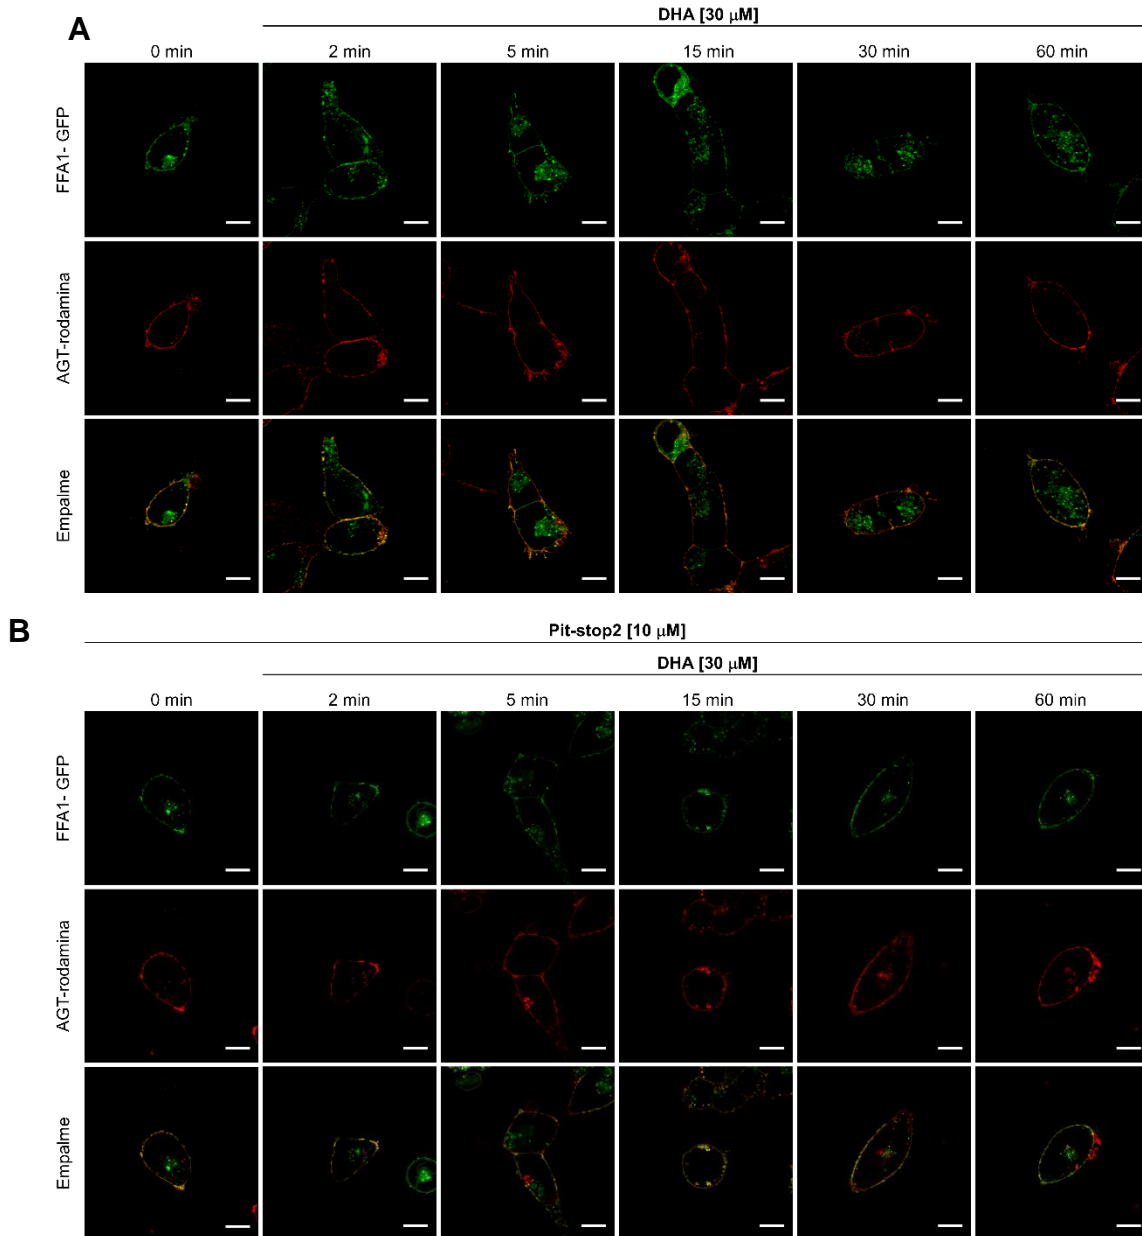 A
DHA [30 μM]
0 min 2 min 5 min 15 min 30 min 60 min
FFA1- GFP
AGT-rodamina
Empalme
B
Pit-stop2 [10 μM]
DHA [30 μM]
0 min 2 min 5 min 15 min 30 min 60 min
FFA1- GFP
AGT-rodamina
Empalme